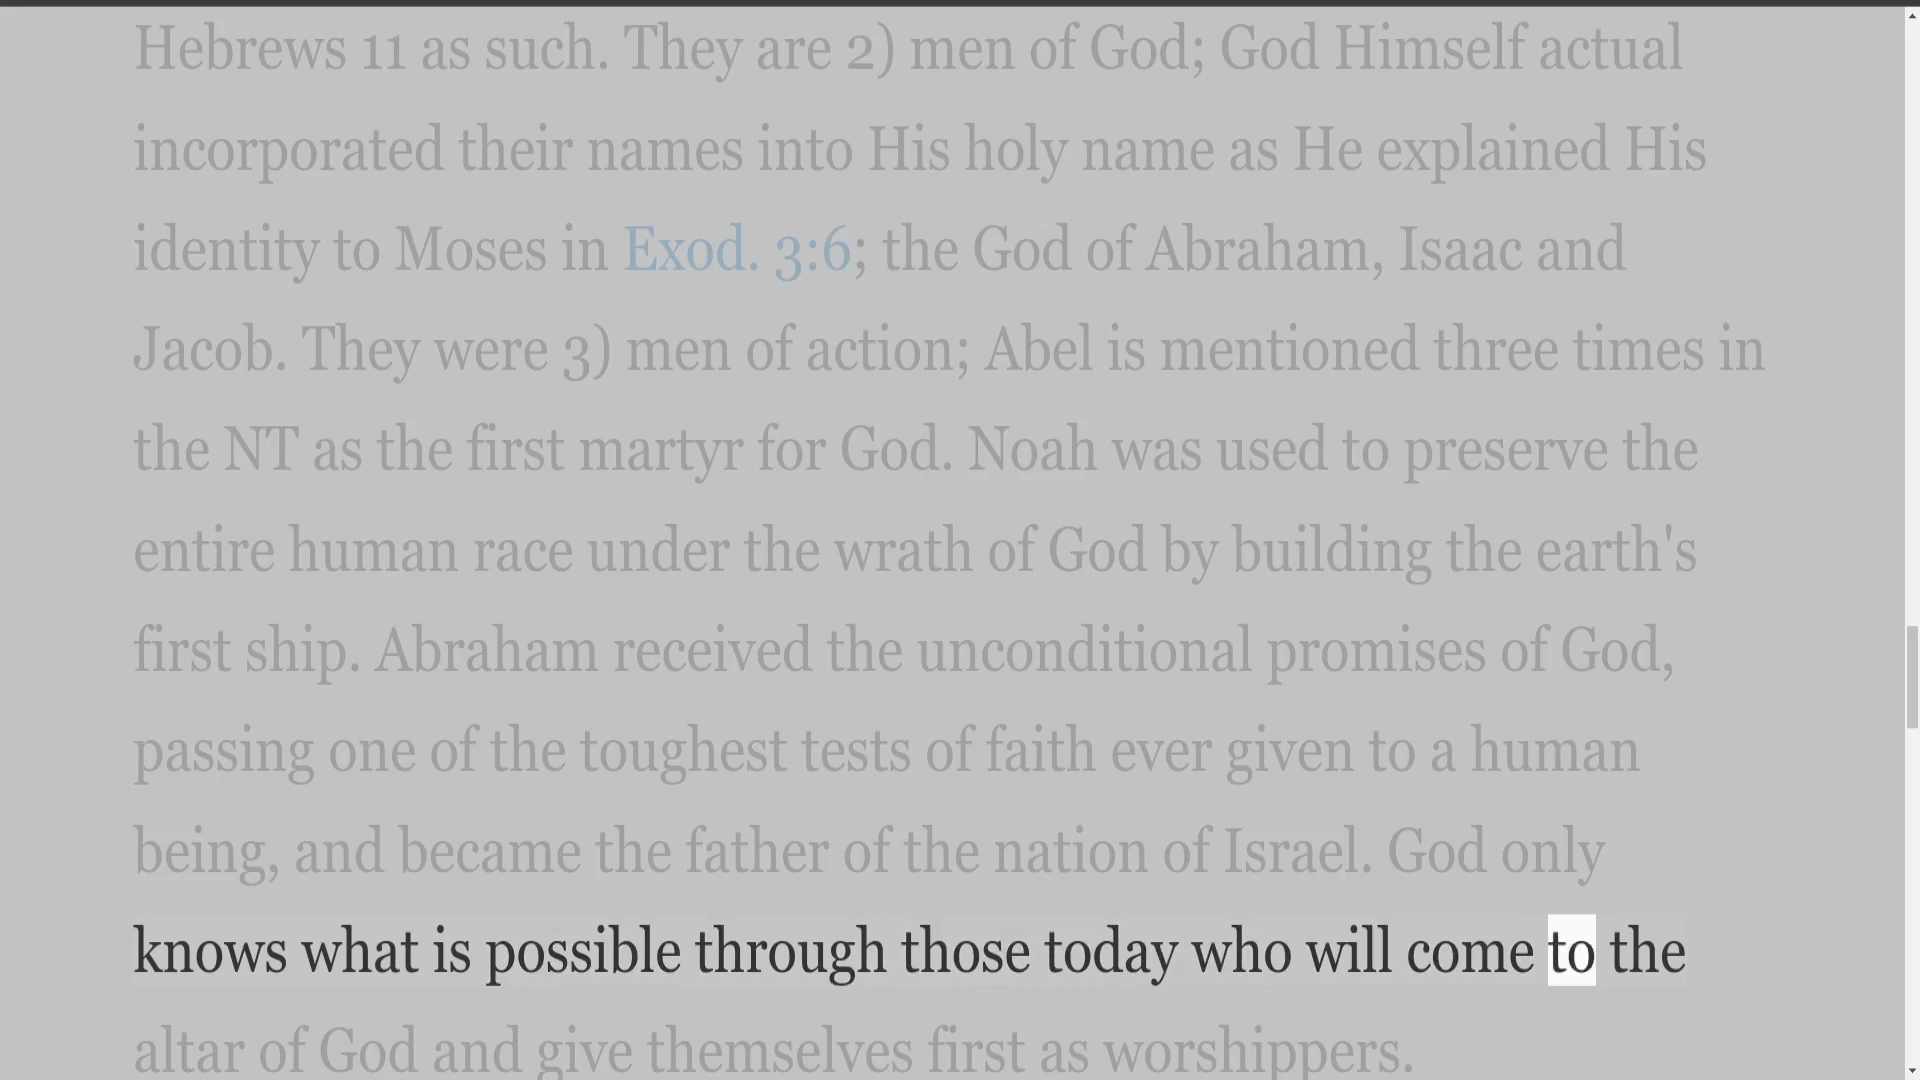 Hebrews 11 as such. They are 2) men of God; God Himself actual
incorporated their names into His holy name as He explained His
identity to Moses in Exod. 3:6; the God of Abraham, Isaac and
Jacob. They were 3) men of action; Abel is mentioned three times in
the NT as the first martyr for God. Noah was used to preserve the
entire human race under the wrath of God by building the earth's
first ship. Abraham received the unconditional promises of God,
passing one of the toughest tests of faith ever given to a human
being, and became the father of the nation of Israel. God only
knows what is possible through those today who will come to the
altar of God and give themselves first as worshippers.